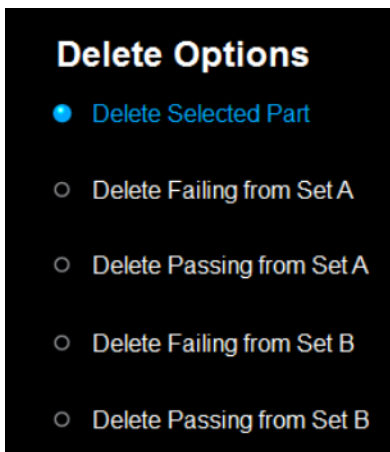 Delete Options
Delete Selected Part
Delete Failing from Set A
Delete Passing from Set A
Delete Failing from Set B
Delete Passing from Set B